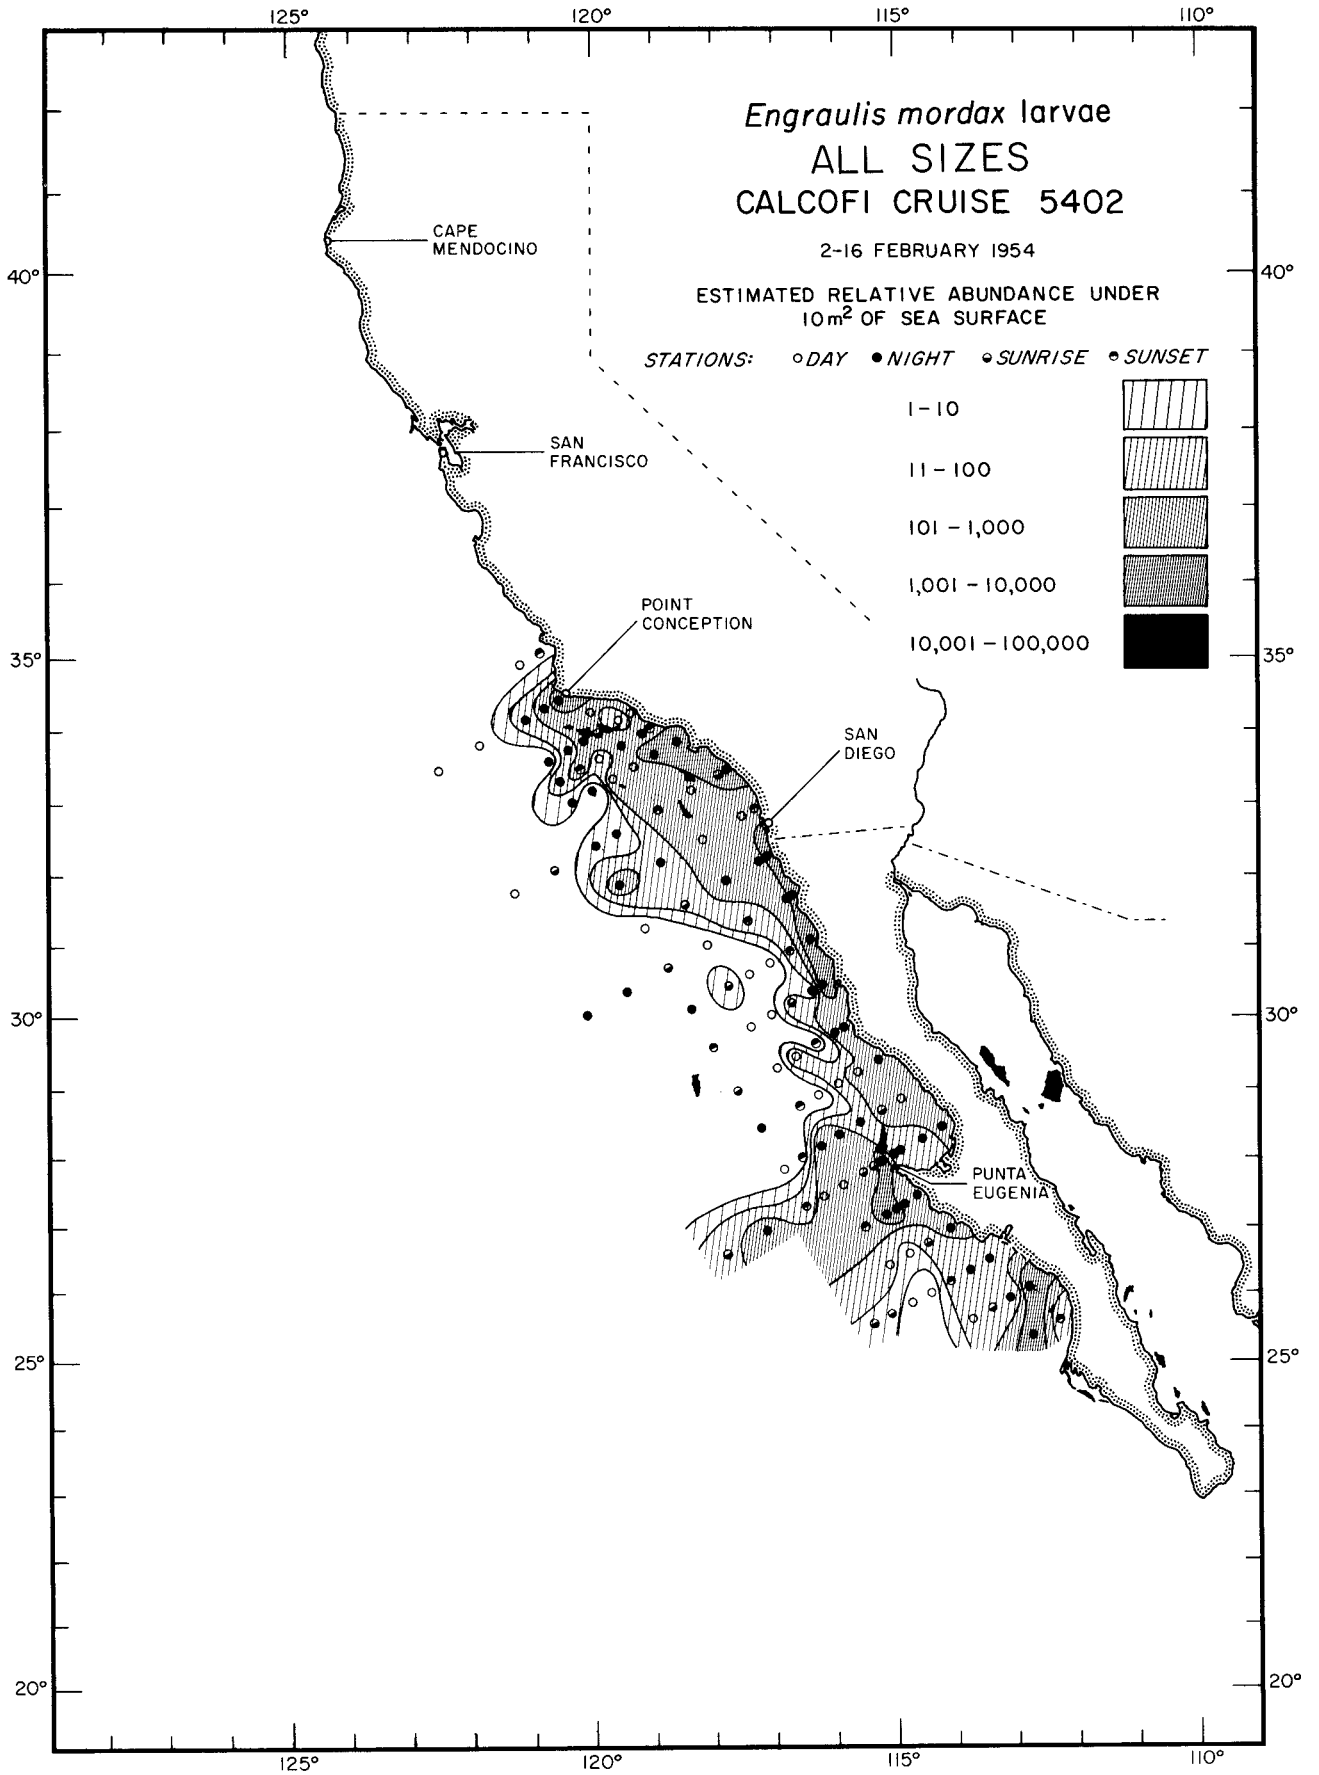 125° 120° 115° 110°
Engraulis mordax larvae
ALL SIZES
CALCOFI CRUISE 5402
2-16 FEBRUARY 1954
ESTIMATED RELATIVE ABUNDANCE UNDER
10m² OF SEA SURFACE
STATIONS: DAY NIGHT SUNRISE SUNSET
1-10
11-100
101-1,000
1,001-10,000
10,001-100,000
CAPE
MENDOCINO
40° 40°
SAN
FRANCISCO
POINT
CONCEPTION
35° 35°
SAN
DIEGO
30° 30°
PUNTA
EUGENIA
25° 25°
20° 20°
125° 120° 115° 110°